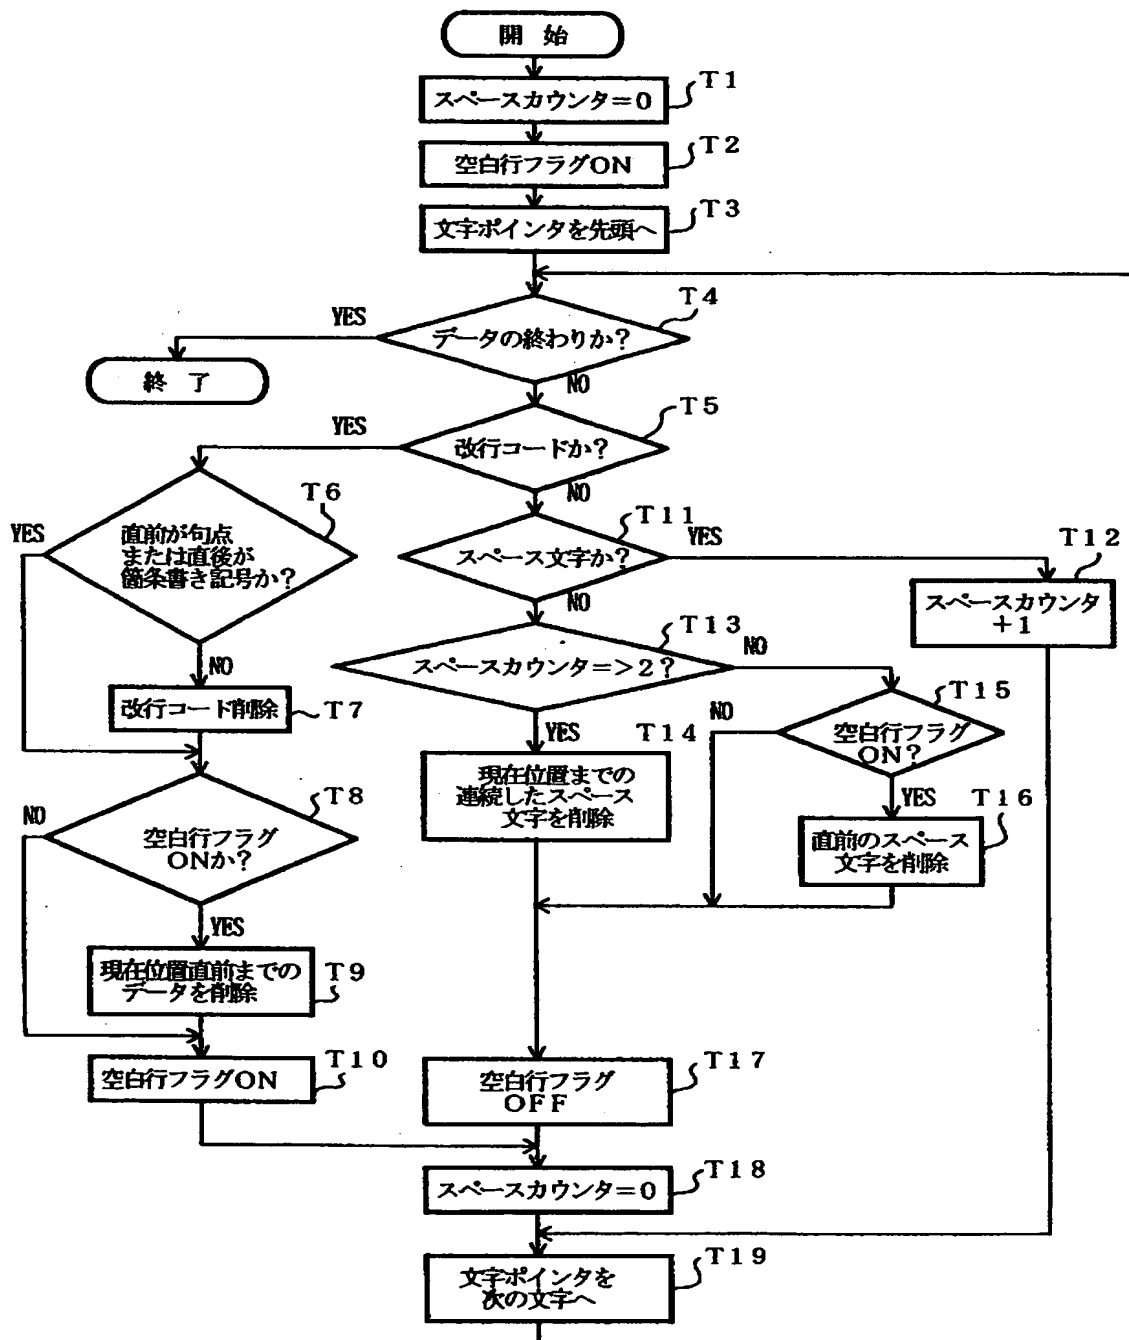 開 始
スペースカウンタ=0
T1
空白行フラグON
T2
文字ポインタを先頭へ
T3
データの終わりか?
T4
YES
終 了
NO
改行コードか?
T5
YES
NO
直前が句点
または直後が
箇条書き記号か?
T6
YES
NO
改行コード削除
T7
空白行フラグ
ONか?
T8
NO
YES
現在位置直前までの
データを削除
T9
空白行フラグON
T10
スペース文字か?
T11
YES
NO
スペースカウンタ
+1
T12
スペースカウンタ=>2?
T13
NO
YES
T14
現在位置までの
連続したスペース
文字を削除
空白行フラグ
ON?
T15
NO
YES
直前のスペース
文字を削除
T16
空白行フラグ
OFF
T17
スペースカウンタ=0
T18
文字ポインタを
次の文字へ
T19